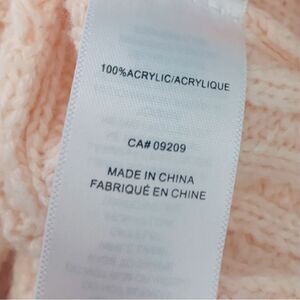 100%ACRYLIC/ACRYLIQUE
CA# 09209
MADE IN CHINA
FABRIQUÉ EN CHINE